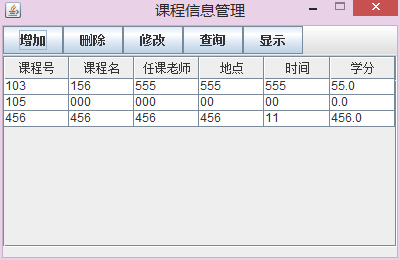 课程信息管理
增加 删除 修改 查询 显示
课程号 课程名 任课老师 地点 时间 学分
103 156 555 555 555 55.0
105 000 000 00 00 0.0
456 456 456 456 11 456.0